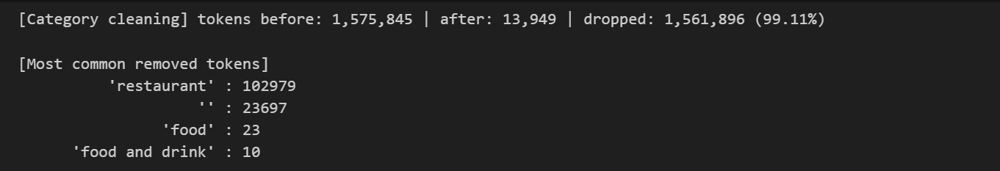 [Category cleaning] tokens before: 1,575,845 | after: 13,949 | dropped: 1,561,896 (99.11%)
[Most common removed tokens]
'restaurant' : 102979
'' : 23697
'food' : 23
'food and drink' : 10